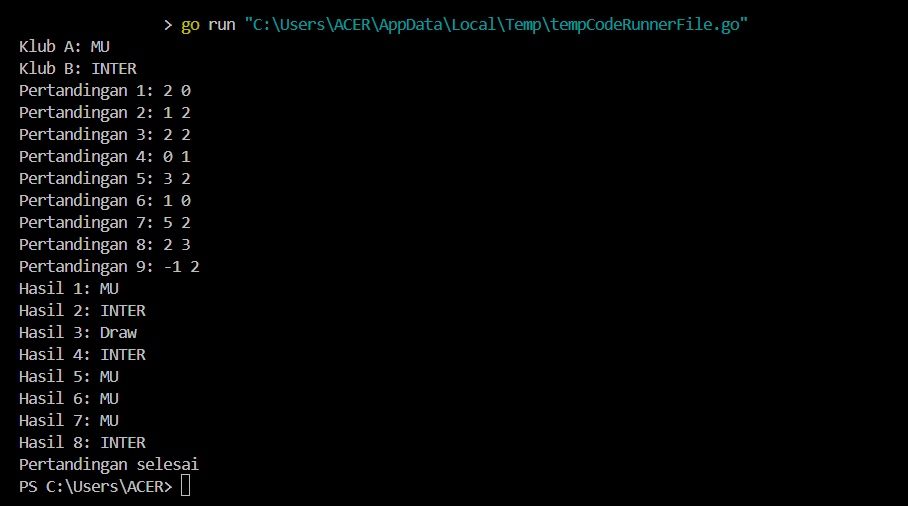 > go run "C:\Users\ACER\AppData\Local\Temp\tempCodeRunnerFile.go"
Klub A: MU
Klub B: INTER
Pertandingan 1: 2 0
Pertandingan 2: 1 2
Pertandingan 3: 2 2
Pertandingan 4: 0 1
Pertandingan 5: 3 2
Pertandingan 6: 1 0
Pertandingan 7: 5 2
Pertandingan 8: 2 3
Pertandingan 9: -1 2
Hasil 1: MU
Hasil 2: INTER
Hasil 3: Draw
Hasil 4: INTER
Hasil 5: MU
Hasil 6: MU
Hasil 7: MU
Hasil 8: INTER
Pertandingan selesai
PS C:\Users\ACER>